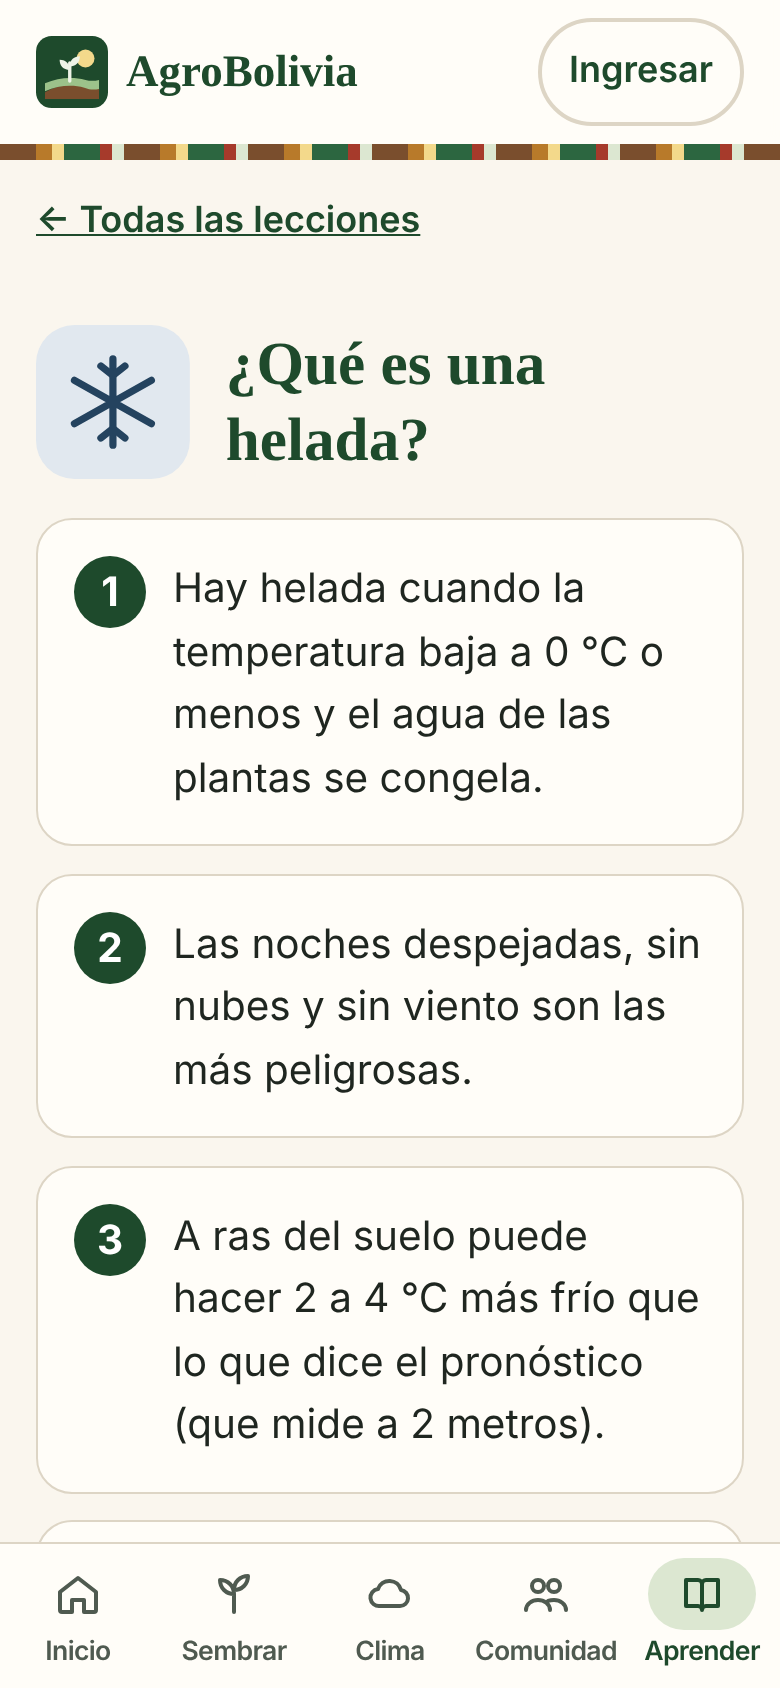 AgroBolivia
Ingresar
← Todas las lecciones
¿Qué es una
helada?
1
Hay helada cuando la
temperatura baja a 0 °C o
menos y el agua de las
plantas se congela.
2
Las noches despejadas, sin
nubes y sin viento son las
más peligrosas.
3
A ras del suelo puede
hacer 2 a 4 °C más frío que
lo que dice el pronóstico
(que mide a 2 metros).
Inicio
Sembrar
Clima
Comunidad
Aprender